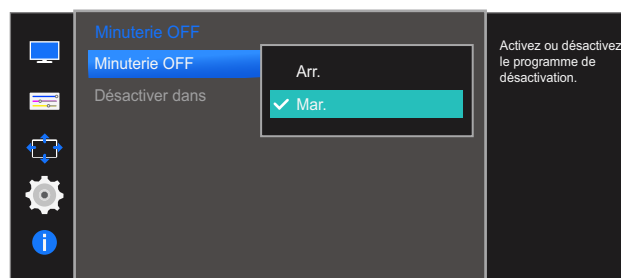 Minuterie OFF
Minuterie OFF
Désactiver dans
Arr.
Mar.
Activez ou désactivez
le programme de
désactivation.